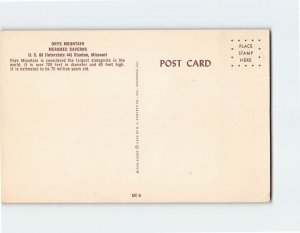 ONYX MOUNTAIN
MERAMEC CAVERNS
U. S. 66 (Interstate 44) Stanton, Missouri
Onyx Mountain is considered the largest stalagmite in the
world, it is over 700 feet in diameter and 60 foot high.
It is estimated to be 70 million years old.
POST CARD
PLACE
STAMP
HERE
MC-6